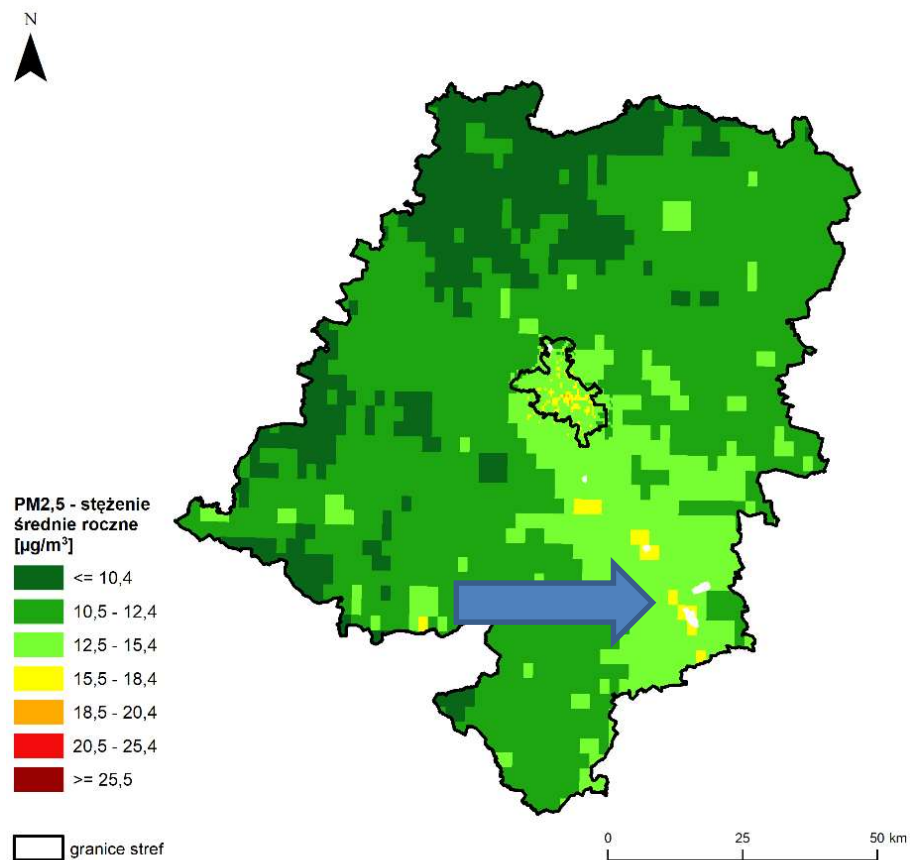 N
PM2,5 - stężenie
średnie roczne
[µg/m³]
<= 10,4
10,5 - 12,4
12,5 - 15,4
15,5 - 18,4
18,5 - 20,4
20,5 - 25,4
>= 25,5
granice stref
0 25 50 km